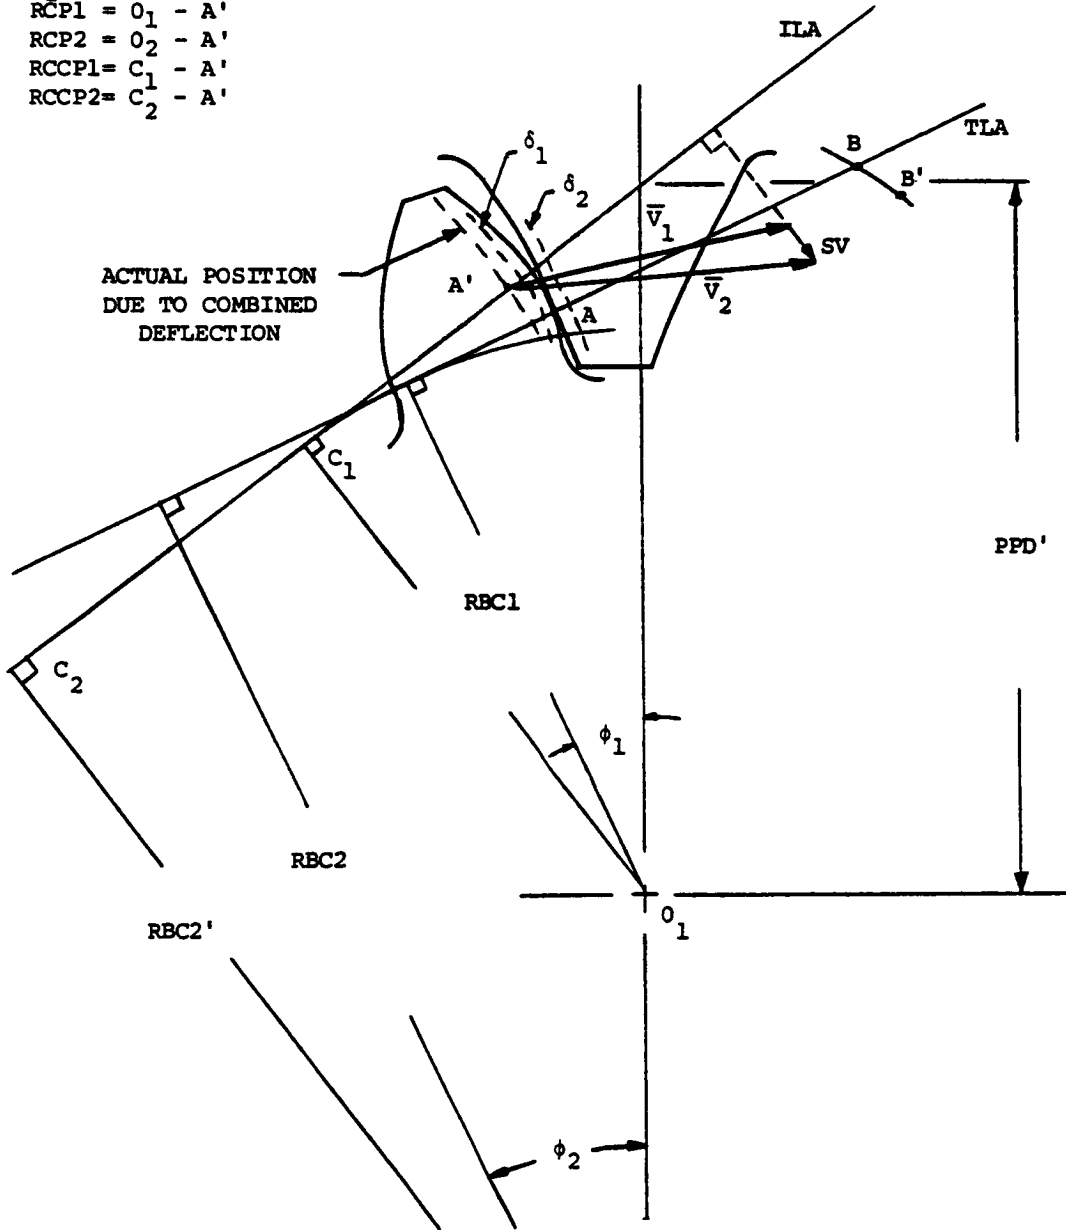 RCP1 = O₁ - A'
RCP2 = O₂ - A'
RCCP1= C₁ - A'
RCCP2= C₂ - A'
ILA
TLA
δ₁
B
δ₂
B'
V̅₁
SV
ACTUAL POSITION
DUE TO COMBINED
DEFLECTION
A'
V̅₂
A
C₁
PPD'
RBC1
C₂
ϕ₁
RBC2
O₁
RBC2'
ϕ₂